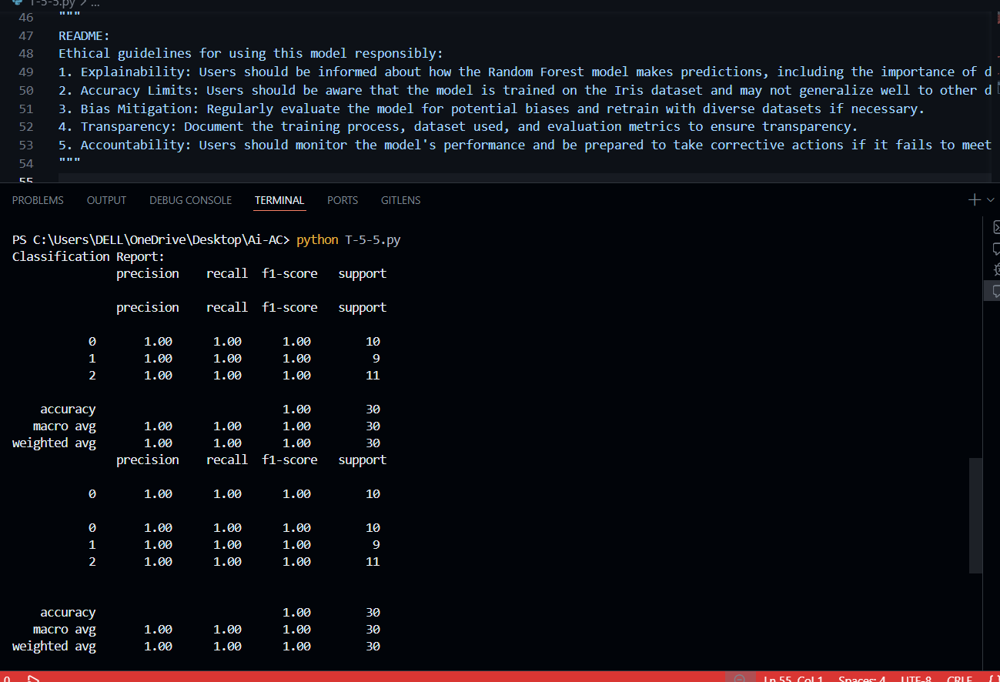 T-5-5.py > ...
46 """
47 README:
48 Ethical guidelines for using this model responsibly:
49 1. Explainability: Users should be informed about how the Random Forest model makes predictions, including the importance of d
50 2. Accuracy Limits: Users should be aware that the model is trained on the Iris dataset and may not generalize well to other d
51 3. Bias Mitigation: Regularly evaluate the model for potential biases and retrain with diverse datasets if necessary.
52 4. Transparency: Document the training process, dataset used, and evaluation metrics to ensure transparency.
53 5. Accountability: Users should monitor the model's performance and be prepared to take corrective actions if it fails to meet
54 """
55
PROBLEMS OUTPUT DEBUG CONSOLE TERMINAL PORTS GITLENS
PS C:\Users\DELL\OneDrive\Desktop\Ai-AC> python T-5-5.py
Classification Report:
precision recall f1-score support
precision recall f1-score support
0 1.00 1.00 1.00 10
1 1.00 1.00 1.00 9
2 1.00 1.00 1.00 11
accuracy 1.00 30
macro avg 1.00 1.00 1.00 30
weighted avg 1.00 1.00 1.00 30
precision recall f1-score support
0 1.00 1.00 1.00 10
0 1.00 1.00 1.00 10
1 1.00 1.00 1.00 9
2 1.00 1.00 1.00 11
accuracy 1.00 30
macro avg 1.00 1.00 1.00 30
weighted avg 1.00 1.00 1.00 30
0 Ln 55, Col 1 Spaces: 4 UTF-8 CRLF {}